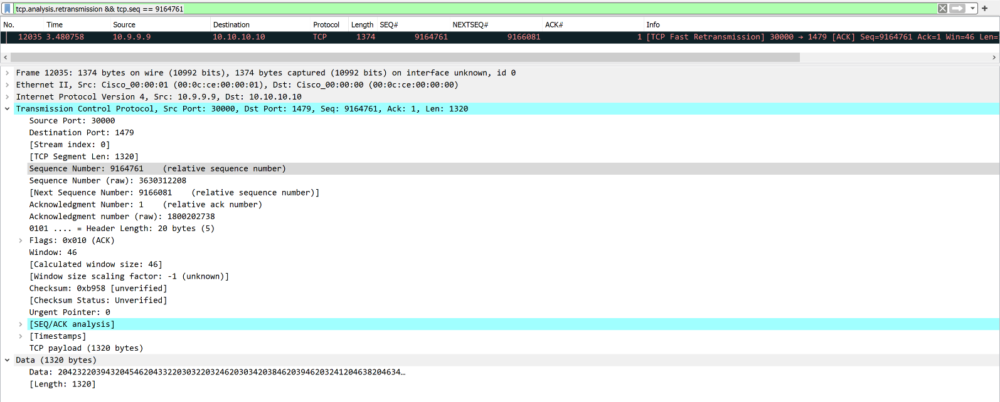 tcp.analysis.retransmission && tcp.seq == 9164761
No. Time Source Destination Protocol Length SEQ# NEXTSEQ# ACK# Info
12035 3.480758 10.9.9.9 10.10.10.10 TCP 1374 9164761 9166081 1 [TCP Fast Retransmission] 30000 → 1479 [ACK] Seq=9164761 Ack=1 Win=46 Len=
Frame 12035: 1374 bytes on wire (10992 bits), 1374 bytes captured (10992 bits) on interface unknown, id 0
Ethernet II, Src: Cisco_00:00:01 (00:0c:ce:00:00:01), Dst: Cisco_00:00:00 (00:0c:ce:00:00:00)
Internet Protocol Version 4, Src: 10.9.9.9, Dst: 10.10.10.10
Transmission Control Protocol, Src Port: 30000, Dst Port: 1479, Seq: 9164761, Ack: 1, Len: 1320
Source Port: 30000
Destination Port: 1479
[Stream index: 0]
[TCP Segment Len: 1320]
Sequence Number: 9164761 (relative sequence number)
Sequence Number (raw): 3630312208
[Next Sequence Number: 9166081 (relative sequence number)]
Acknowledgment Number: 1 (relative ack number)
Acknowledgment number (raw): 1800202738
0101 .... = Header Length: 20 bytes (5)
Flags: 0x010 (ACK)
Window: 46
[Calculated window size: 46]
[Window size scaling factor: -1 (unknown)]
Checksum: 0xb958 [unverified]
[Checksum Status: Unverified]
Urgent Pointer: 0
[SEQ/ACK analysis]
[Timestamps]
TCP payload (1320 bytes)
Data (1320 bytes)
Data: 204232203943204546204332203032203246203034203846203946203241204638204634…
[Length: 1320]